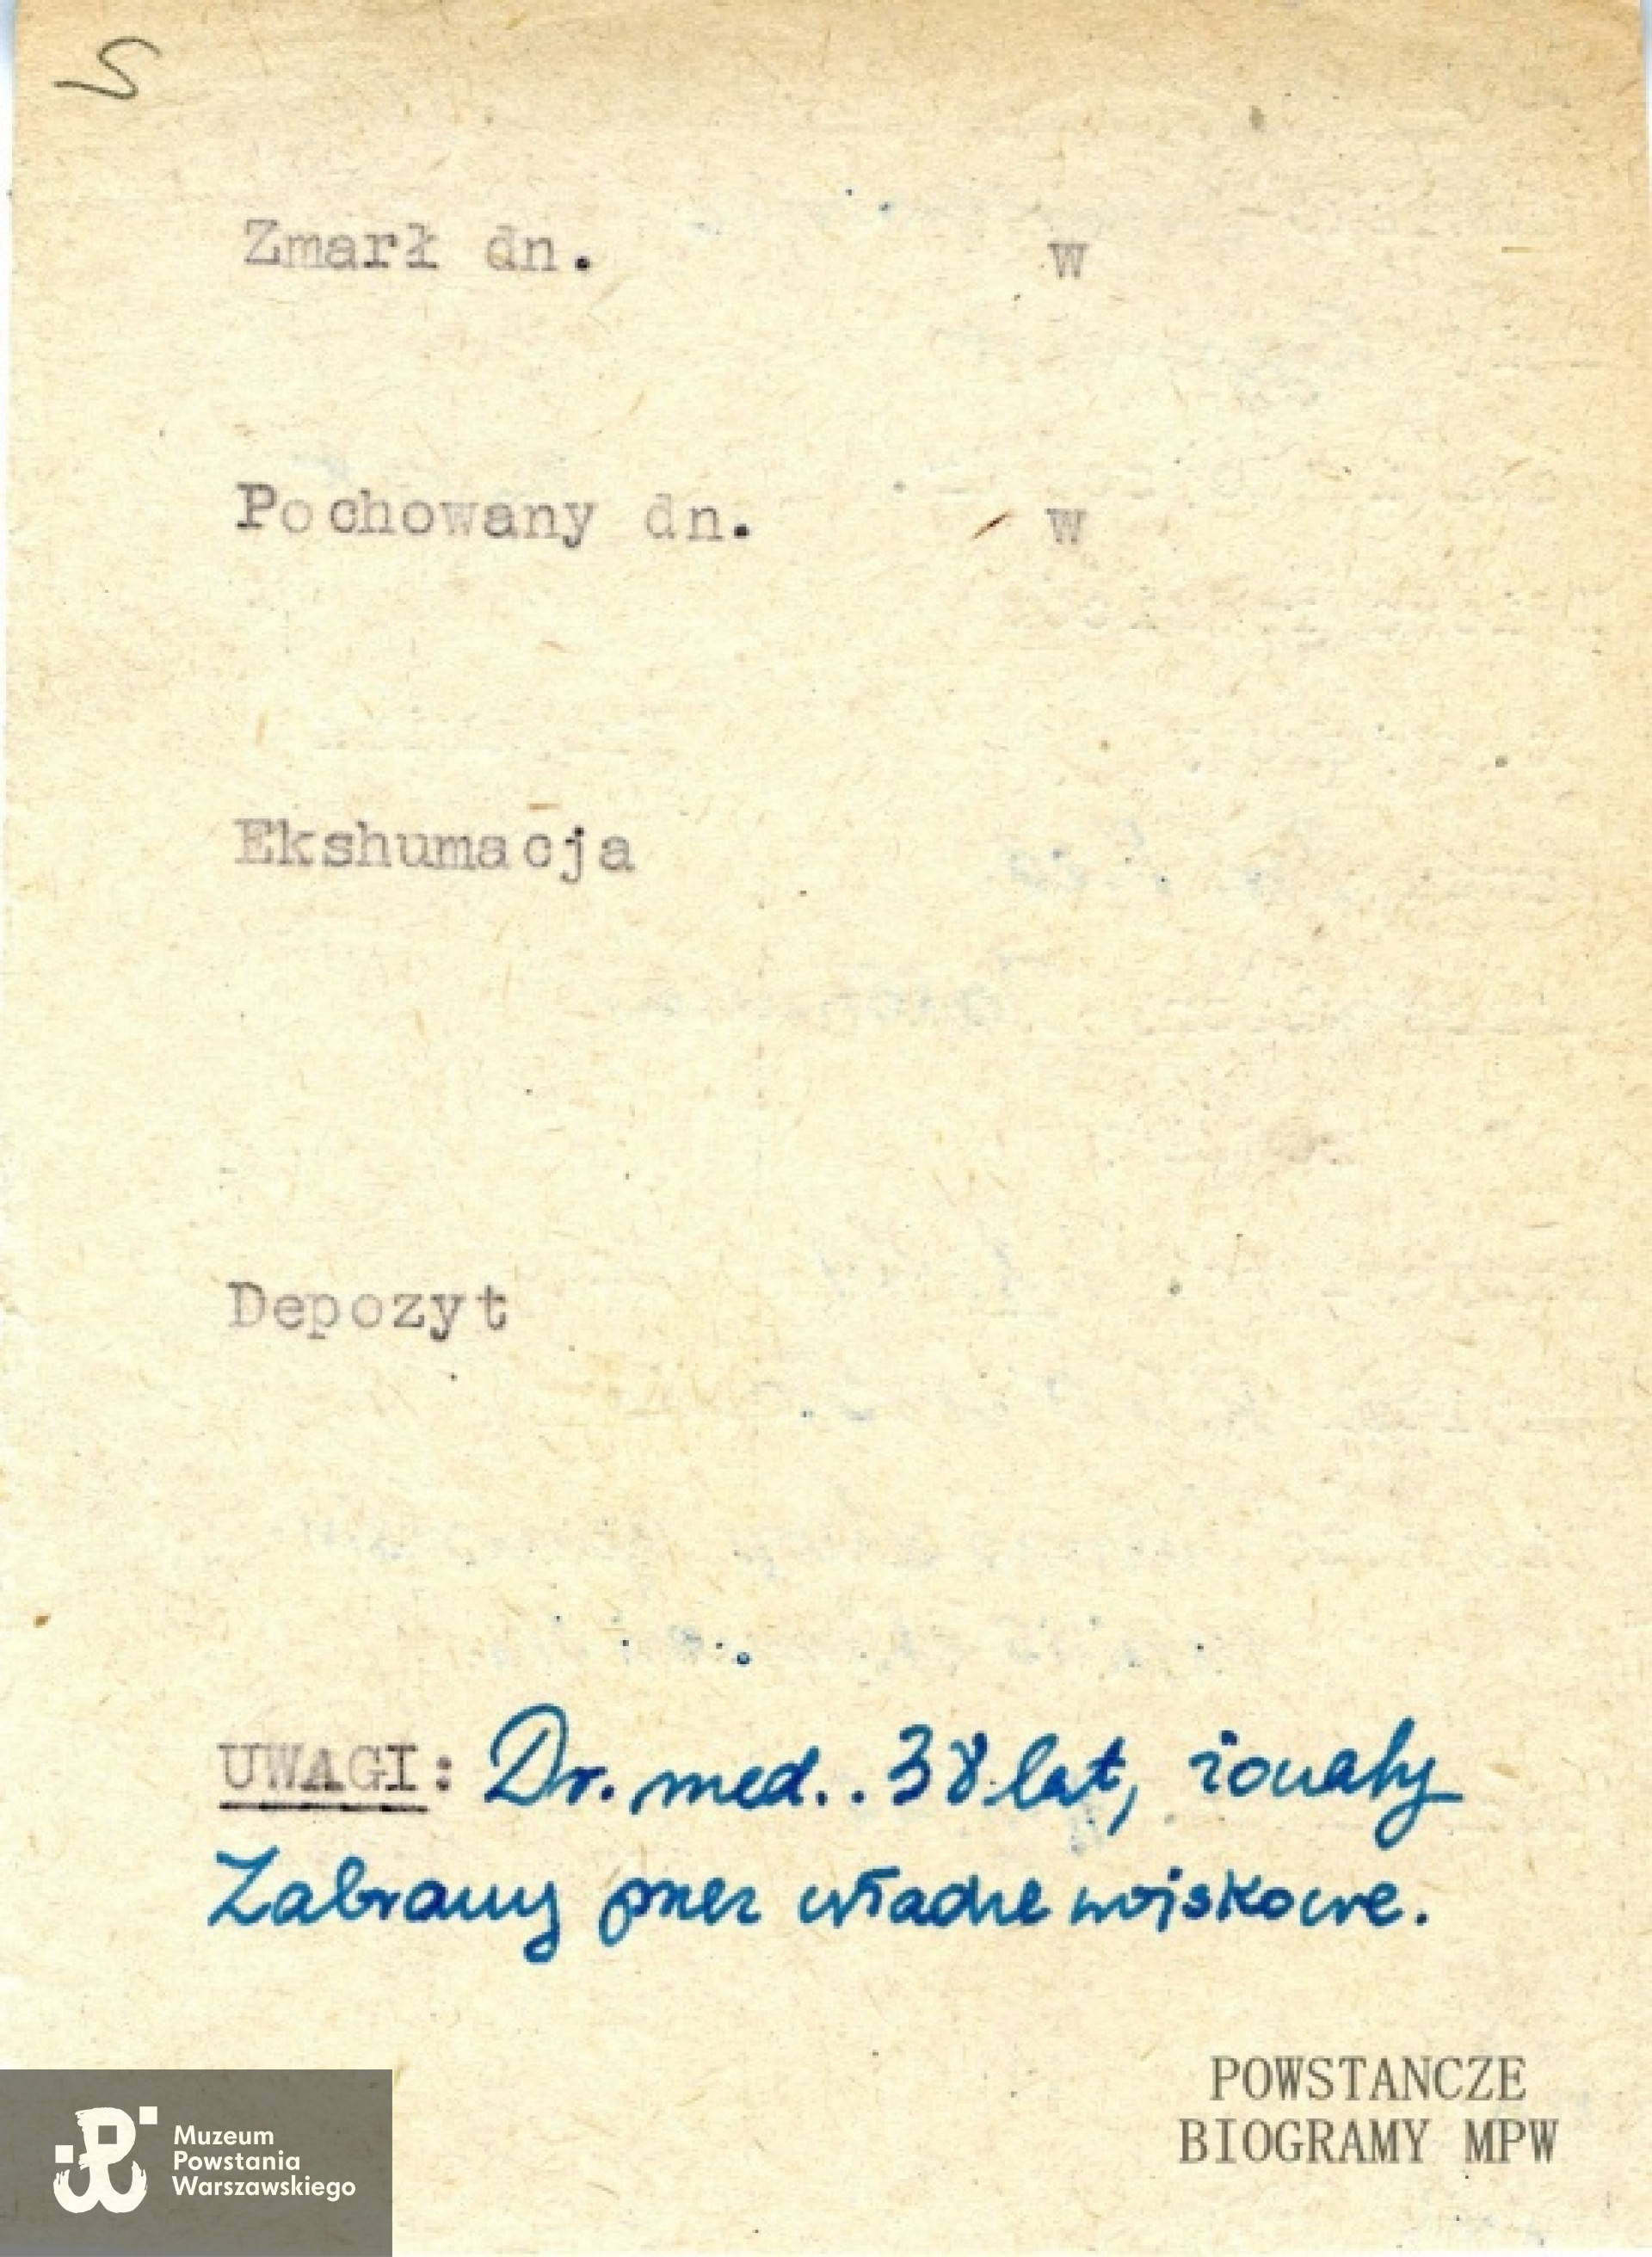 Zmarł dn. w
Pochowany dn. w
Ekshumacja
Depozyt
UWAGI: Dr. med.. 38 lat, żonaty
Zabrany przez władze wojskowe.
POWSTANCZE
BIOGRAMY MPW
Muzeum
Powstania
Warszawskiego